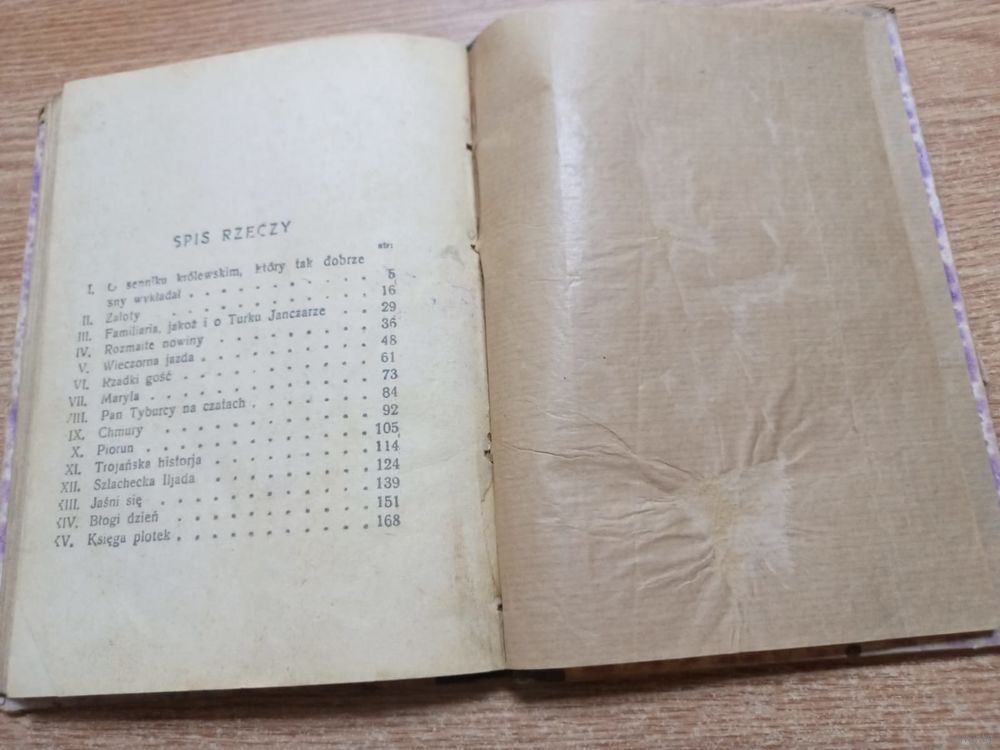 SPIS RZECZY
str:
I. O senniku królewskim, który tak dobrze
sny wykładał . . . . . . . . . . 5
II. Zaloty . . . . . . . . . . . 16
III. Familiaria, jakoż i o Turku Janczarze . . 29
IV. Rozmaite nowiny . . . . . . . . 36
V. Wieczorna jazda . . . . . . . . 48
VI. Rzadki gość . . . . . . . . . 61
VII. Maryla . . . . . . . . . . . 73
VIII. Pan Tyburcy na czatach . . . . . . 84
IX. Chmury . . . . . . . . . . . 92
X. Piorun . . . . . . . . . . . 105
XI. Trojańska historja . . . . . . . . 114
XII. Szlachecka Iljada . . . . . . . . 124
XIII. Jaśni się . . . . . . . . . . 139
XIV. Błogi dzień . . . . . . . . . 151
XV. Księga plotek . . . . . . . . . 168